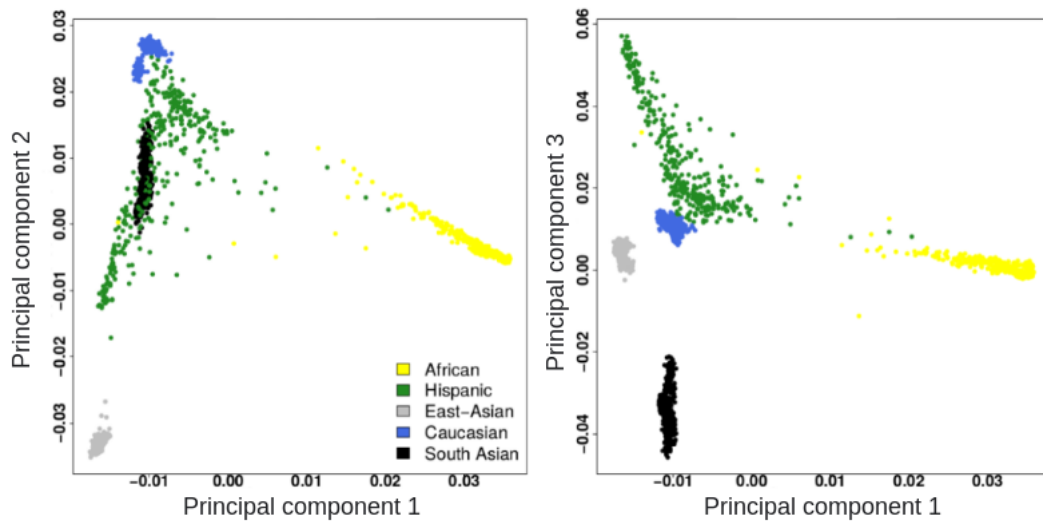 Principal component 2
0.03
0.02
0.01
0.00
-0.01
-0.02
-0.03
African
Hispanic
East-Asian
Caucasian
South Asian
-0.01 0.00 0.01 0.02 0.03
Principal component 1
Principal component 3
0.06
0.04
0.02
0.00
-0.02
-0.04
-0.01 0.00 0.01 0.02 0.03
Principal component 1